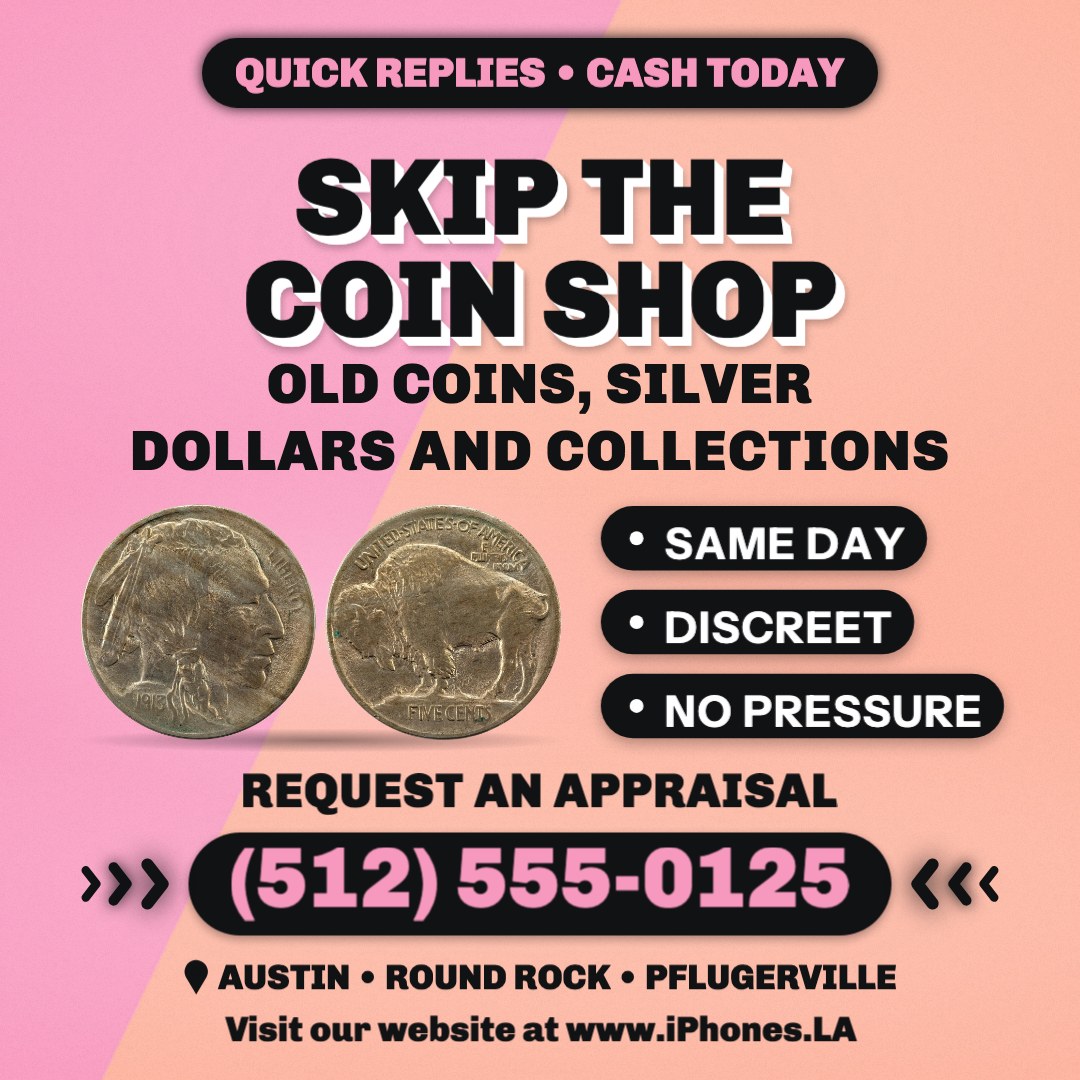 QUICK REPLIES • CASH TODAY
SKIP THE
COIN SHOP
OLD COINS, SILVER
DOLLARS AND COLLECTIONS
LIBERTY
1913
UNITED STATES OF AMERICA
E
PLURIBUS
UNUM
FIVE CENTS
• SAME DAY
• DISCREET
• NO PRESSURE
REQUEST AN APPRAISAL
(512) 555-0125
AUSTIN • ROUND ROCK • PFLUGERVILLE
Visit our website at www.iPhones.LA